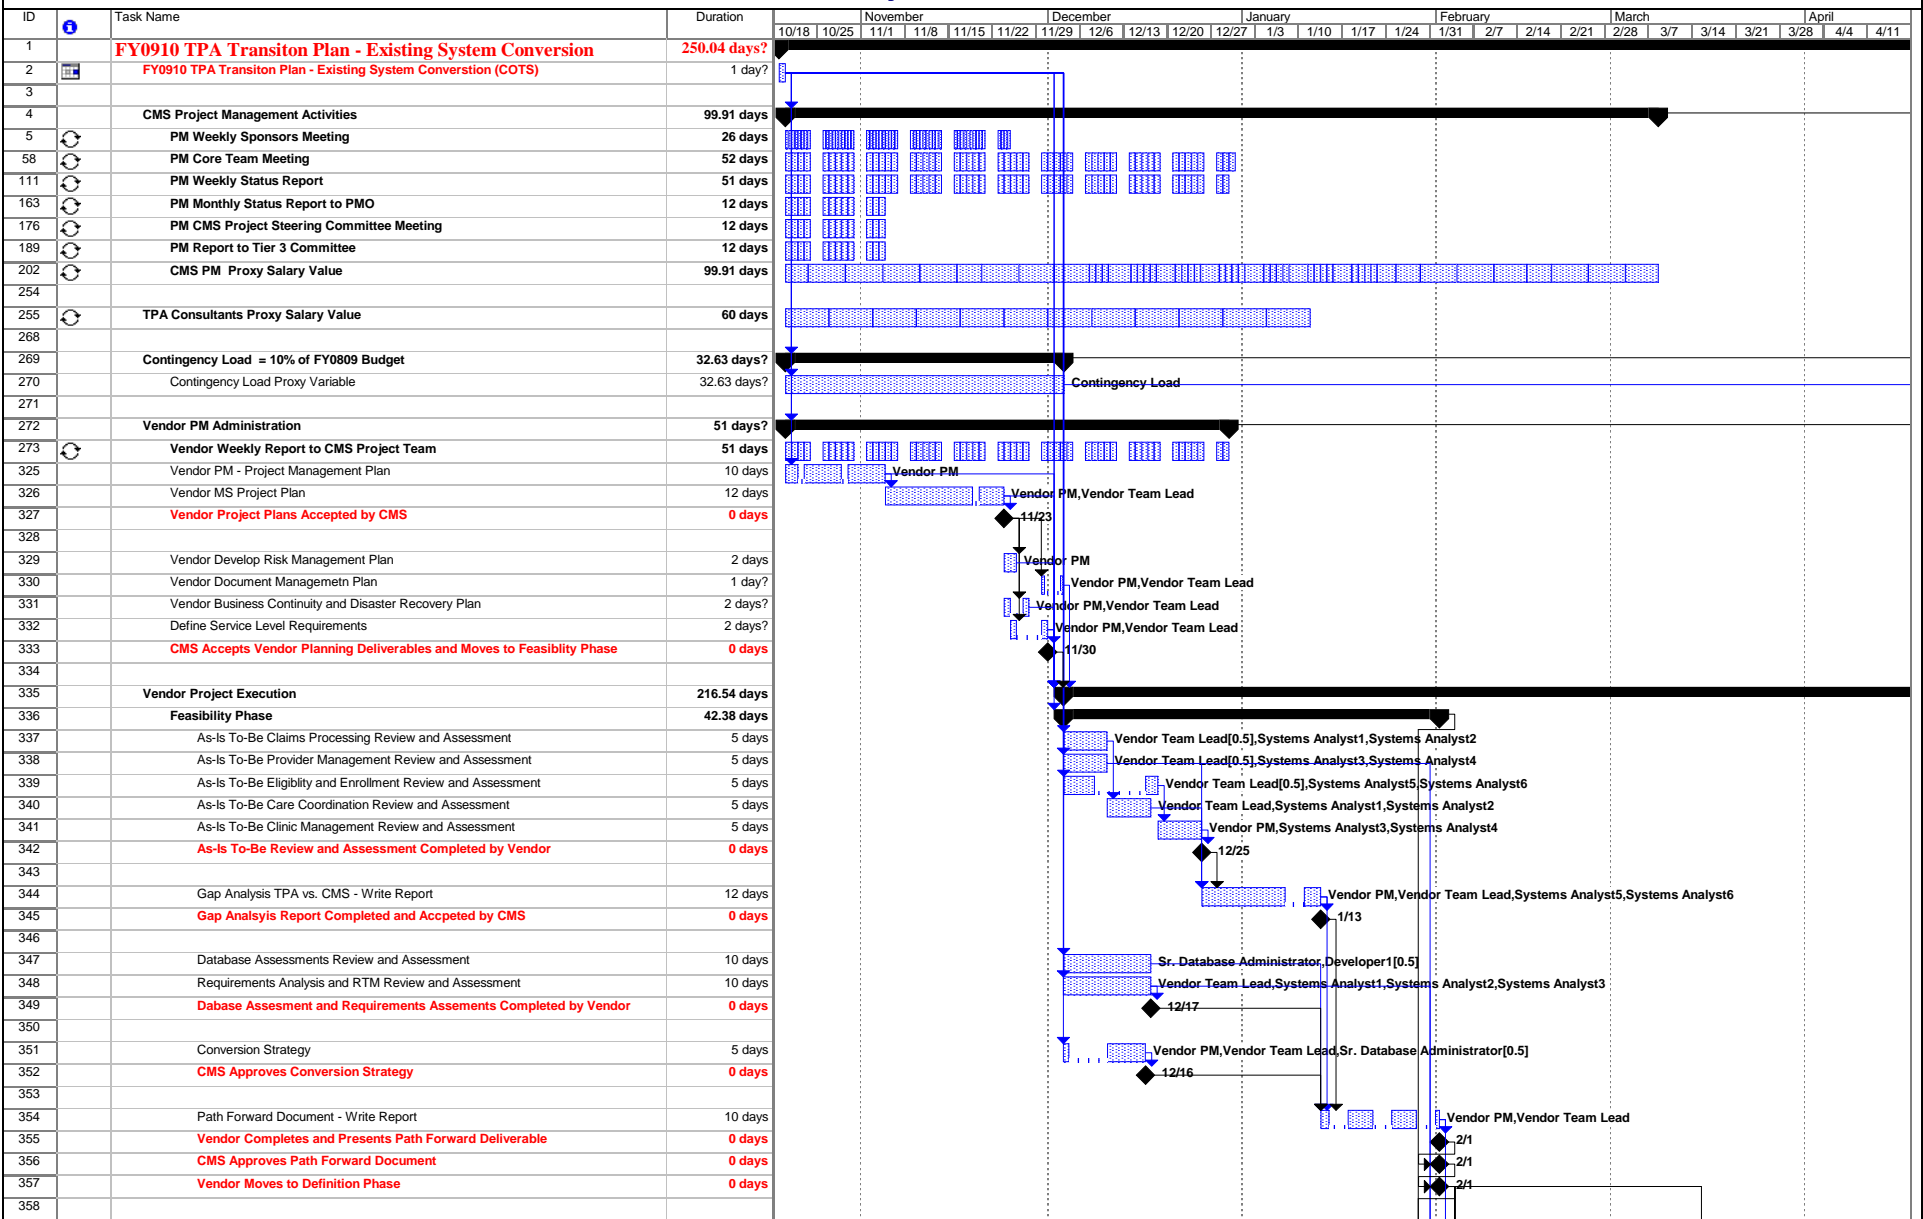 ID Task Name Duration November December January February March April
10/18 10/25 11/1 11/8 11/15 11/22 11/29 12/6 12/13 12/20 12/27 1/3 1/10 1/17 1/24 1/31 2/7 2/14 2/21 2/28 3/7 3/14 3/21 3/28 4/4 4/11
1 FY0910 TPA Transiton Plan - Existing System Conversion 250.04 days?
2 FY0910 TPA Transiton Plan - Existing System Converstion (COTS) 1 day?
3
4 CMS Project Management Activities 99.91 days
5 PM Weekly Sponsors Meeting 26 days
58 PM Core Team Meeting 52 days
111 PM Weekly Status Report 51 days
163 PM Monthly Status Report to PMO 12 days
176 PM CMS Project Steering Committee Meeting 12 days
189 PM Report to Tier 3 Committee 12 days
202 CMS PM Proxy Salary Value 99.91 days
254
255 TPA Consultants Proxy Salary Value 60 days
268
269 Contingency Load = 10% of FY0809 Budget 32.63 days?
270 Contingency Load Proxy Variable 32.63 days? Contingency Load
271
272 Vendor PM Administration 51 days?
273 Vendor Weekly Report to CMS Project Team 51 days
325 Vendor PM - Project Management Plan 10 days Vendor PM
326 Vendor MS Project Plan 12 days Vendor PM,Vendor Team Lead
327 Vendor Project Plans Accepted by CMS 0 days 11/23
328
329 Vendor Develop Risk Management Plan 2 days Vendor PM
330 Vendor Document Managemetn Plan 1 day? Vendor PM,Vendor Team Lead
331 Vendor Business Continuity and Disaster Recovery Plan 2 days? Vendor PM,Vendor Team Lead
332 Define Service Level Requirements 2 days? Vendor PM,Vendor Team Lead
333 CMS Accepts Vendor Planning Deliverables and Moves to Feasiblity Phase 0 days 11/30
334
335 Vendor Project Execution 216.54 days
336 Feasibility Phase 42.38 days
337 As-Is To-Be Claims Processing Review and Assessment 5 days Vendor Team Lead[0.5],Systems Analyst1,Systems Analyst2
338 As-Is To-Be Provider Management Review and Assessment 5 days Vendor Team Lead[0.5],Systems Analyst3,Systems Analyst4
339 As-Is To-Be Eligiblity and Enrollment Review and Assessment 5 days Vendor Team Lead[0.5],Systems Analyst5,Systems Analyst6
340 As-Is To-Be Care Coordination Review and Assessment 5 days Vendor Team Lead,Systems Analyst1,Systems Analyst2
341 As-Is To-Be Clinic Management Review and Assessment 5 days Vendor PM,Systems Analyst3,Systems Analyst4
342 As-Is To-Be Review and Assessment Completed by Vendor 0 days 12/25
343
344 Gap Analysis TPA vs. CMS - Write Report 12 days Vendor PM,Vendor Team Lead,Systems Analyst5,Systems Analyst6
345 Gap Analsyis Report Completed and Accpeted by CMS 0 days 1/13
346
347 Database Assessments Review and Assessment 10 days Sr. Database Administrator,Developer1[0.5]
348 Requirements Analysis and RTM Review and Assessment 10 days Vendor Team Lead,Systems Analyst1,Systems Analyst2,Systems Analyst3
349 Dabase Assesment and Requirements Assements Completed by Vendor 0 days 12/17
350
351 Conversion Strategy 5 days Vendor PM,Vendor Team Lead,Sr. Database Administrator[0.5]
352 CMS Approves Conversion Strategy 0 days 12/16
353
354 Path Forward Document - Write Report 10 days Vendor PM,Vendor Team Lead
355 Vendor Completes and Presents Path Forward Deliverable 0 days 2/1
356 CMS Approves Path Forward Document 0 days 2/1
357 Vendor Moves to Definition Phase 0 days 2/1
358